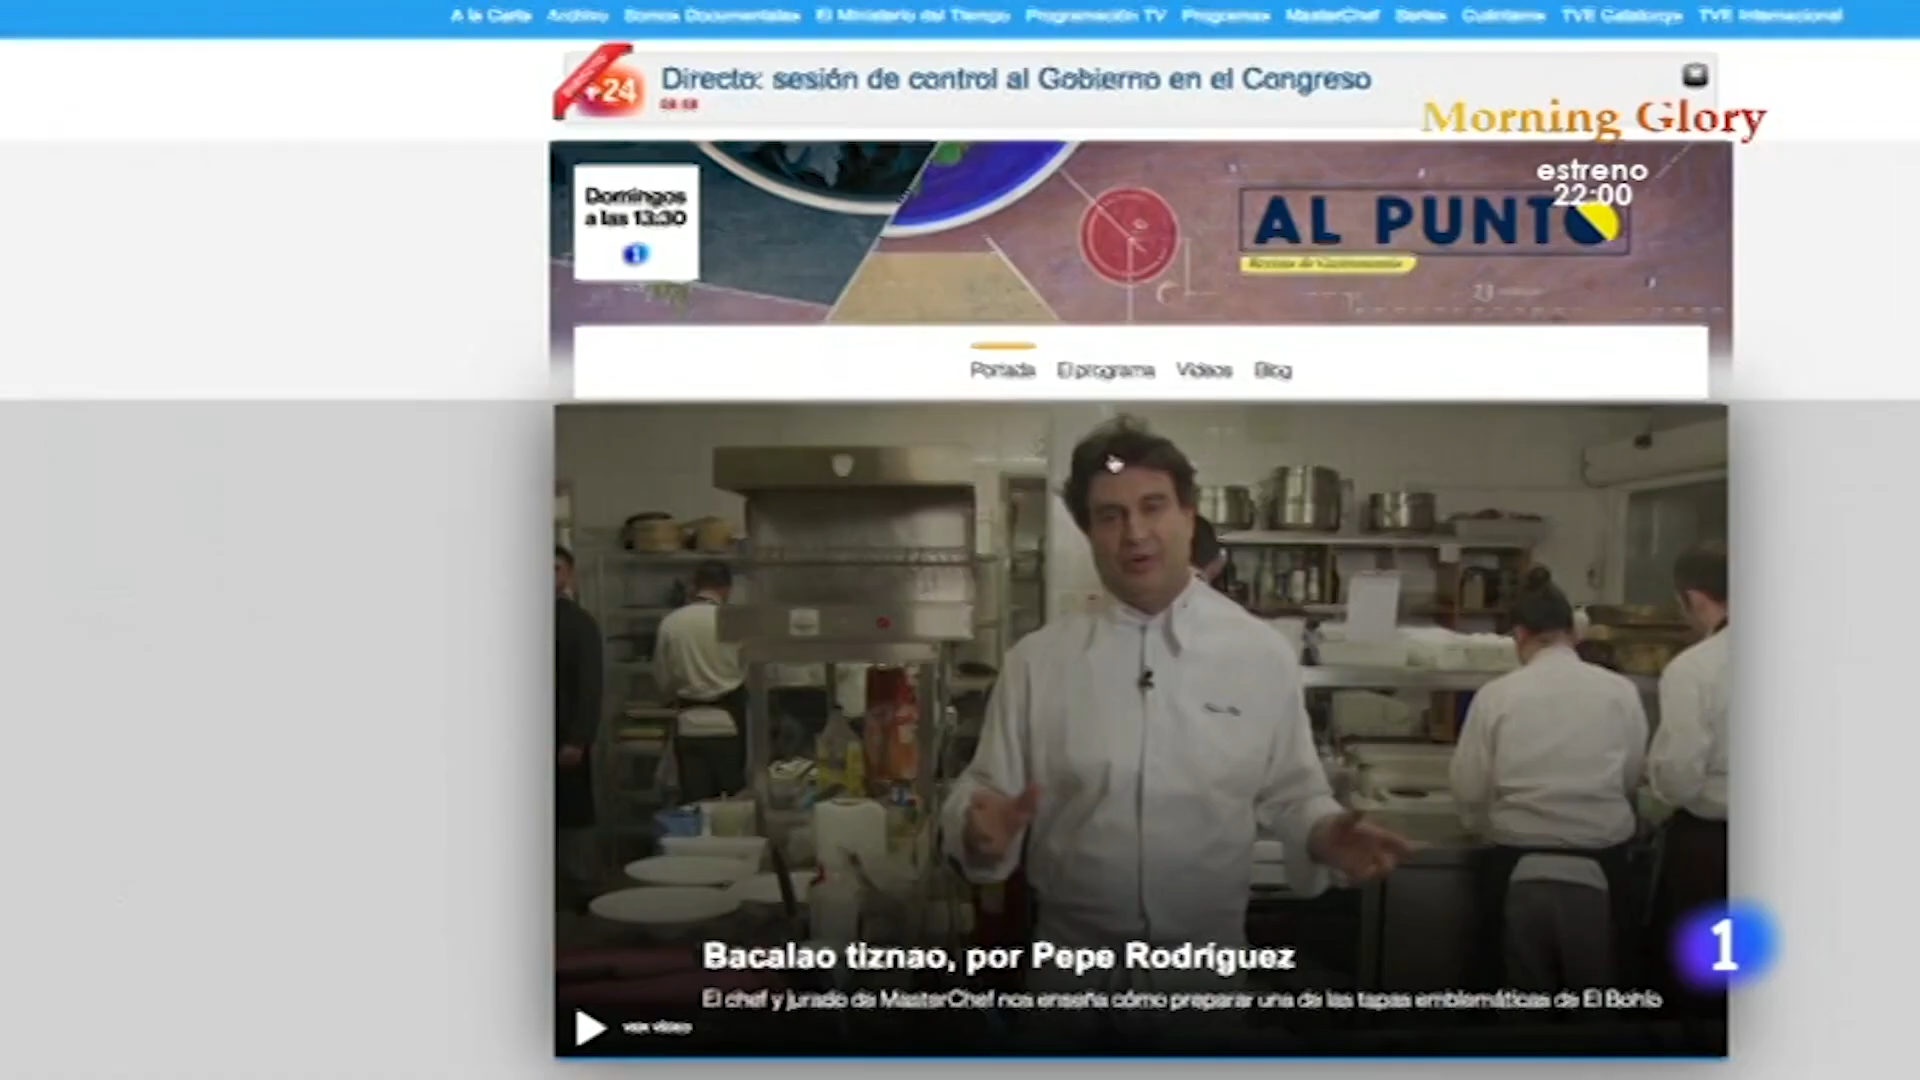 A la Carta Archivo Somos Documentales El Ministerio del Tiempo Programación TV Programas MasterChef Series Cuéntame TVE Catalunya TVE Internacional
+24
Directo: sesión de control al Gobierno en el Congreso
Morning Glory
estreno
22:00
Domingos
a las 13:30
1
AL PUNTO
Portada El programa Vídeos Blog
Bacalao tiznao, por Pepe Rodríguez
El chef y jurado de MasterChef nos enseña cómo preparar una de las tapas emblemáticas de El Bohío
VER VÍDEO
1